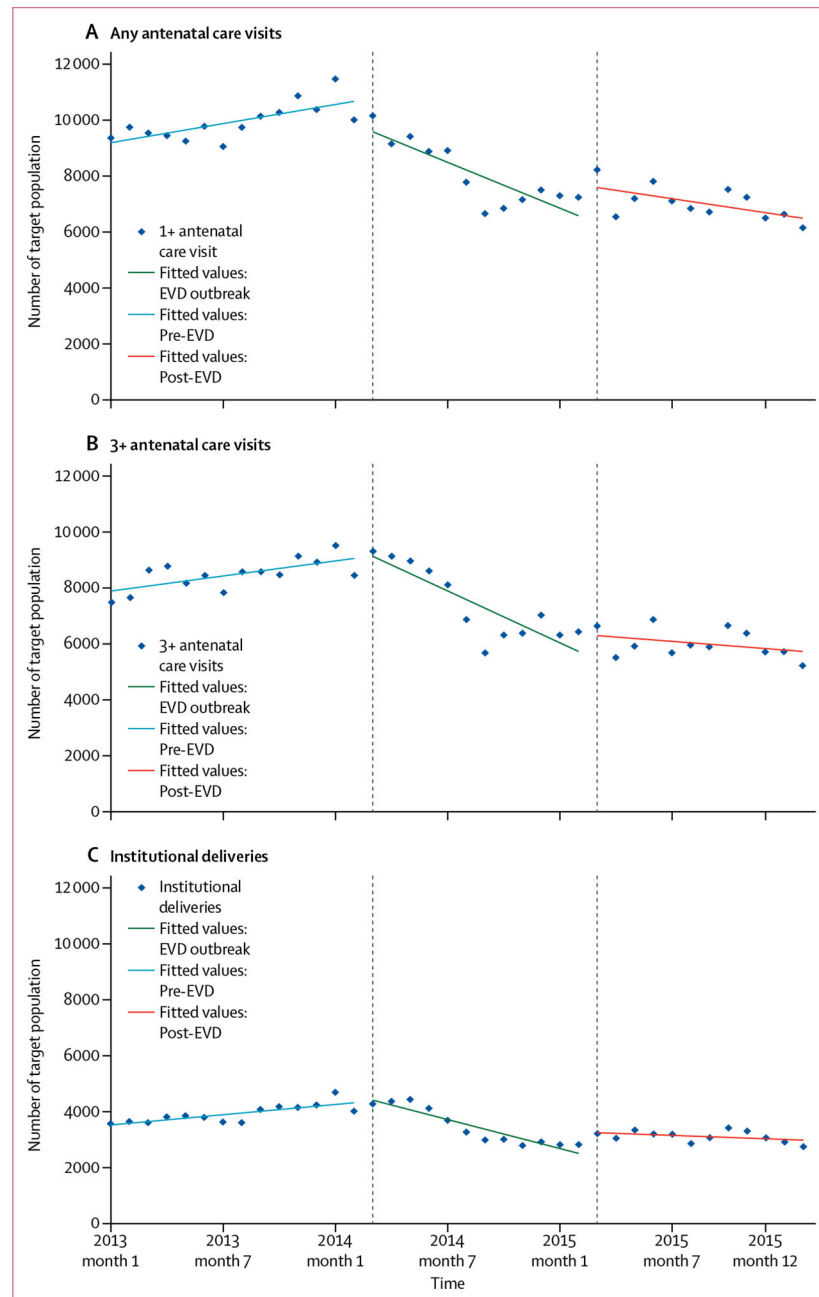 A Any antenatal care visits
12 000
10 000
8000
6000
4000
2000
0
Number of target population
1+ antenatal
care visit
Fitted values:
EVD outbreak
Fitted values:
Pre-EVD
Fitted values:
Post-EVD
B 3+ antenatal care visits
12 000
10 000
8000
6000
4000
2000
0
Number of target population
3+ antenatal
care visits
Fitted values:
EVD outbreak
Fitted values:
Pre-EVD
Fitted values:
Post-EVD
C Institutional deliveries
12 000
10 000
8000
6000
4000
2000
0
Number of target population
Institutional
deliveries
Fitted values:
EVD outbreak
Fitted values:
Pre-EVD
Fitted values:
Post-EVD
2013 2013 2014 2014 2015 2015 2015
month 1 month 7 month 1 month 7 month 1 month 7 month 12
Time